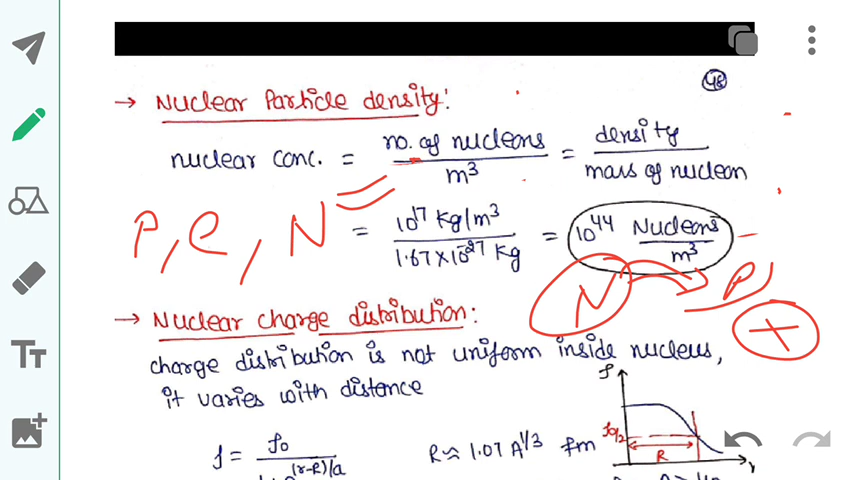 48
→ Nuclear Particle density:
nuclear conc. = no. of nucleons / m³ = density / mass of nucleon
P, e, N = 10¹⁷ Kg/m³ / 1.67×10⁻²⁷ Kg = 10⁴⁴ Nucleons / m³
N → P +
→ Nuclear charge distribution:
charge distribution is not uniform inside nucleus,
it varies with distance
ρ
ρ0/2
R
r
ρ = ρ0 / (r-R)/a
R ≈ 1.07 A^1/3 fm
TT